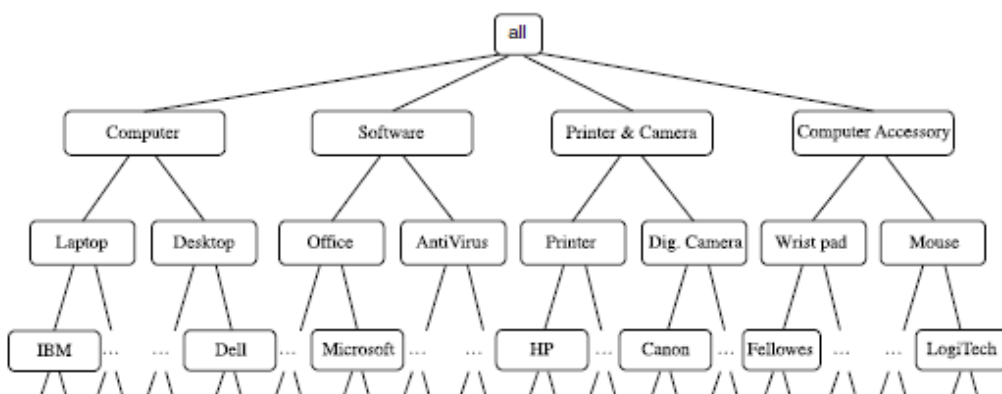 all
Computer
Software
Printer & Camera
Computer Accessory
Laptop
Desktop
Office
AntiVirus
Printer
Dig. Camera
Wrist pad
Mouse
IBM
...
...
Dell
...
Microsoft
...
...
HP
...
Canon
...
Fellowes
...
...
LogiTech